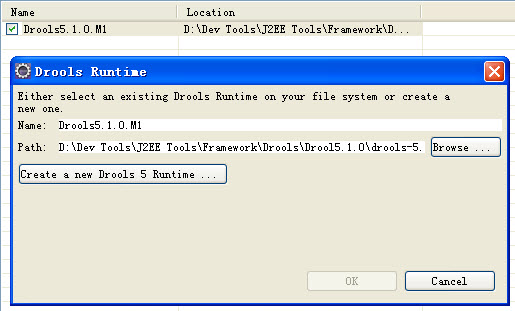 Name Location
Drools5.1.0.M1 D:\Dev Tools\J2EE Tools\Framework\D...
Drools Runtime
Either select an existing Drools Runtime on your file system or create a
new one.
Name: Drools5.1.0.M1
Path: D:\Dev Tools\J2EE Tools\Framework\Drools\Drool5.1.0\drools-5. Browse ...
Create a new Drools 5 Runtime ...
OK Cancel